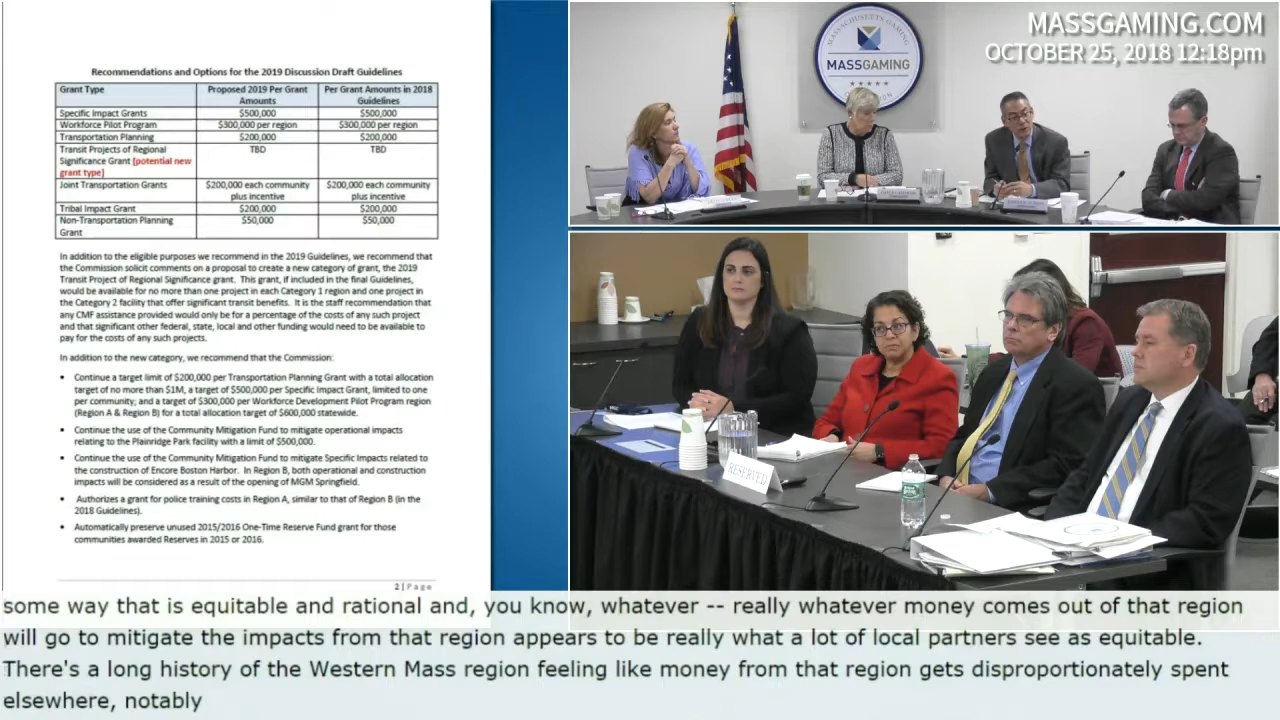 Recommendations and Options for the 2019 Discussion Draft Guidelines
Grant Type
Proposed 2019 Per Grant Amounts
Per Grant Amounts in 2018 Guidelines
Specific Impact Grants $500,000 $500,000
Workforce Pilot Program $300,000 per region $300,000 per region
Transportation Planning $200,000 $200,000
Transit Projects of Regional Significance Grant [potential new grant type] TBD TBD
Joint Transportation Grants $200,000 each community plus incentive $200,000 each community plus incentive
Tribal Impact Grant $200,000 $200,000
Non-Transportation Planning Grant $50,000 $50,000
In addition to the eligible purposes we recommend in the 2019 Guidelines, we recommend that
the Commission solicit comments on a proposal to create a new category of grant, the 2019
Transit Project of Regional Significance grant. This grant, if included in the final Guidelines,
would be available for no more than one project in each Category 1 region and one project in
the Category 2 facility that offer significant transit benefits. It is the staff recommendation that
any CMF assistance provided would only be for a percentage of the costs of any such project
and that significant other federal, state, local and other funding would need to be available to
pay for the costs of any such projects.
In addition to the new category, we recommend that the Commission:
• Continue a target limit of $200,000 per Transportation Planning Grant with a total allocation
target of no more than $1M, a target of $500,000 per Specific Impact Grant, limited to one
per community; and a target of $300,000 per Workforce Development Pilot Program region
(Region A & Region B) for a total allocation target of $600,000 statewide.
• Continue the use of the Community Mitigation Fund to mitigate operational impacts
relating to the Plainridge Park facility with a limit of $500,000.
• Continue the use of the Community Mitigation Fund to mitigate Specific Impacts related to
the construction of Encore Boston Harbor. In Region B, both operational and construction
impacts will be considered as a result of the opening of MGM Springfield.
• Authorizes a grant for police training costs in Region A, similar to that of Region B (in the
2018 Guidelines).
• Automatically preserve unused 2015/2016 One-Time Reserve Fund grant for those
communities awarded Reserves in 2015 or 2016.
2 | Page
MASSGAMING.COM
OCTOBER 25, 2018 12:18pm
MASSACHUSETTS GAMING
MASSGAMING
RESERVED
some way that is equitable and rational and, you know, whatever -- really whatever money comes out of that region
will go to mitigate the impacts from that region appears to be really what a lot of local partners see as equitable.
There's a long history of the Western Mass region feeling like money from that region gets disproportionately spent
elsewhere, notably